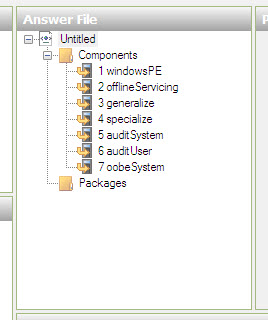 Answer File
Untitled
Components
1 windowsPE
2 offlineServicing
3 generalize
4 specialize
5 auditSystem
6 auditUser
7 oobeSystem
Packages